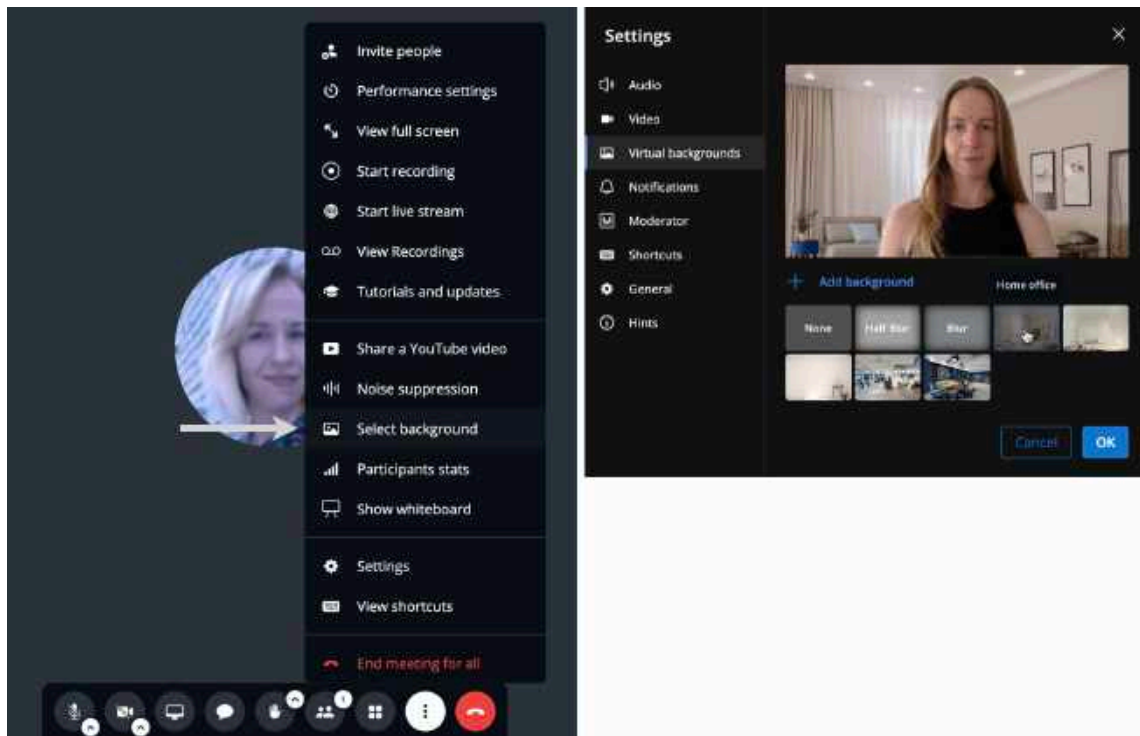 Invite people
Performance settings
View full screen
Start recording
Start live stream
View Recordings
Tutorials and updates
Share a YouTube video
Noise suppression
Select background
Participants stats
Show whiteboard
Settings
View shortcuts
End meeting for all
1
Settings
Audio
Video
Virtual backgrounds
Notifications
Moderator
Shortcuts
General
Hints
Add background
Home office
None
Half Blur
Blur
Cancel
OK